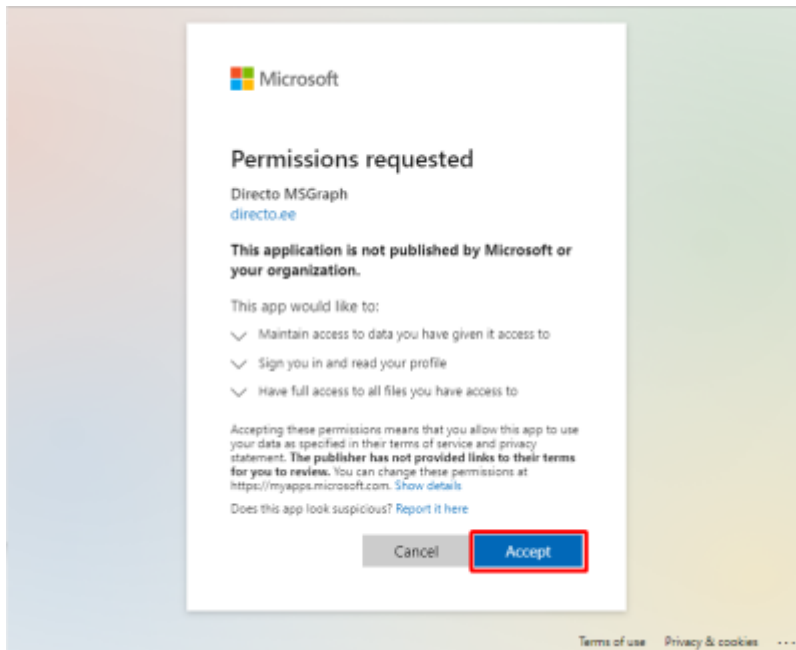 Microsoft
Permissions requested
Directo MSGraph
directo.ee
This application is not published by Microsoft or
your organization.
This app would like to:
Maintain access to data you have given it access to
Sign you in and read your profile
Have full access to all files you have access to
Accepting these permissions means that you allow this app to use
your data as specified in their terms of service and privacy
statement. The publisher has not provided links to their terms
for you to review. You can change these permissions at
https://myapps.microsoft.com. Show details
Does this app look suspicious? Report it here
Cancel Accept
Terms of use Privacy & cookies ...